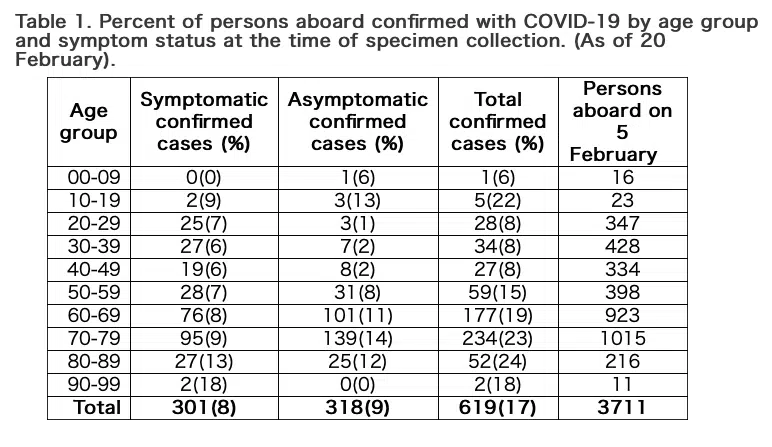 Table 1. Percent of persons aboard confirmed with COVID-19 by age group
and symptom status at the time of specimen collection. (As of 20
February).
Age group Symptomatic confirmed cases (%) Asymptomatic confirmed cases (%) Total confirmed cases (%) Persons aboard on 5 February
00-09 0(0) 1(6) 1(6) 16
10-19 2(9) 3(13) 5(22) 23
20-29 25(7) 3(1) 28(8) 347
30-39 27(6) 7(2) 34(8) 428
40-49 19(6) 8(2) 27(8) 334
50-59 28(7) 31(8) 59(15) 398
60-69 76(8) 101(11) 177(19) 923
70-79 95(9) 139(14) 234(23) 1015
80-89 27(13) 25(12) 52(24) 216
90-99 2(18) 0(0) 2(18) 11
Total 301(8) 318(9) 619(17) 3711